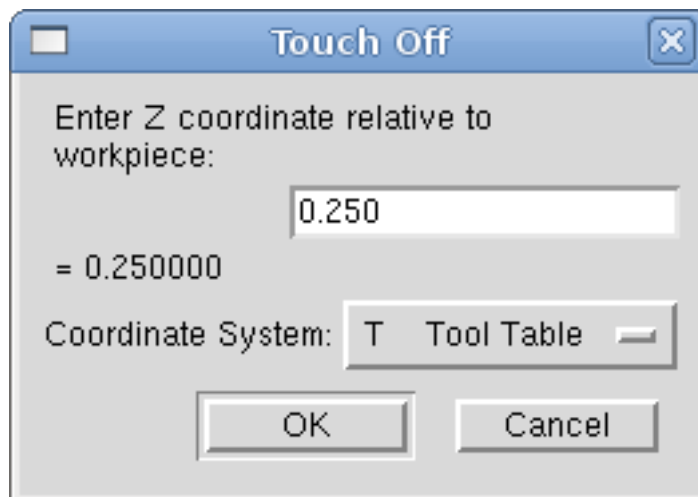 Touch Off
Enter Z coordinate relative to
workpiece:
0.250
= 0.250000
Coordinate System: T Tool Table
OK Cancel